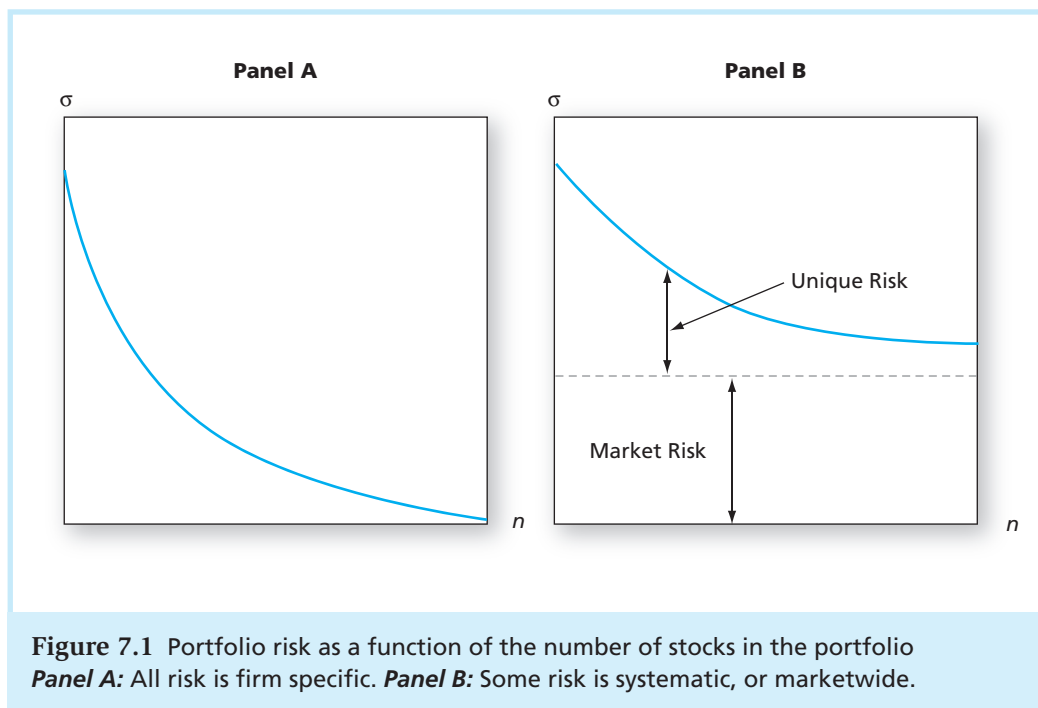 Panel A
Panel B
σ
σ
Unique Risk
Market Risk
n
n
Figure 7.1 Portfolio risk as a function of the number of stocks in the portfolio
Panel A: All risk is firm specific. Panel B: Some risk is systematic, or marketwide.